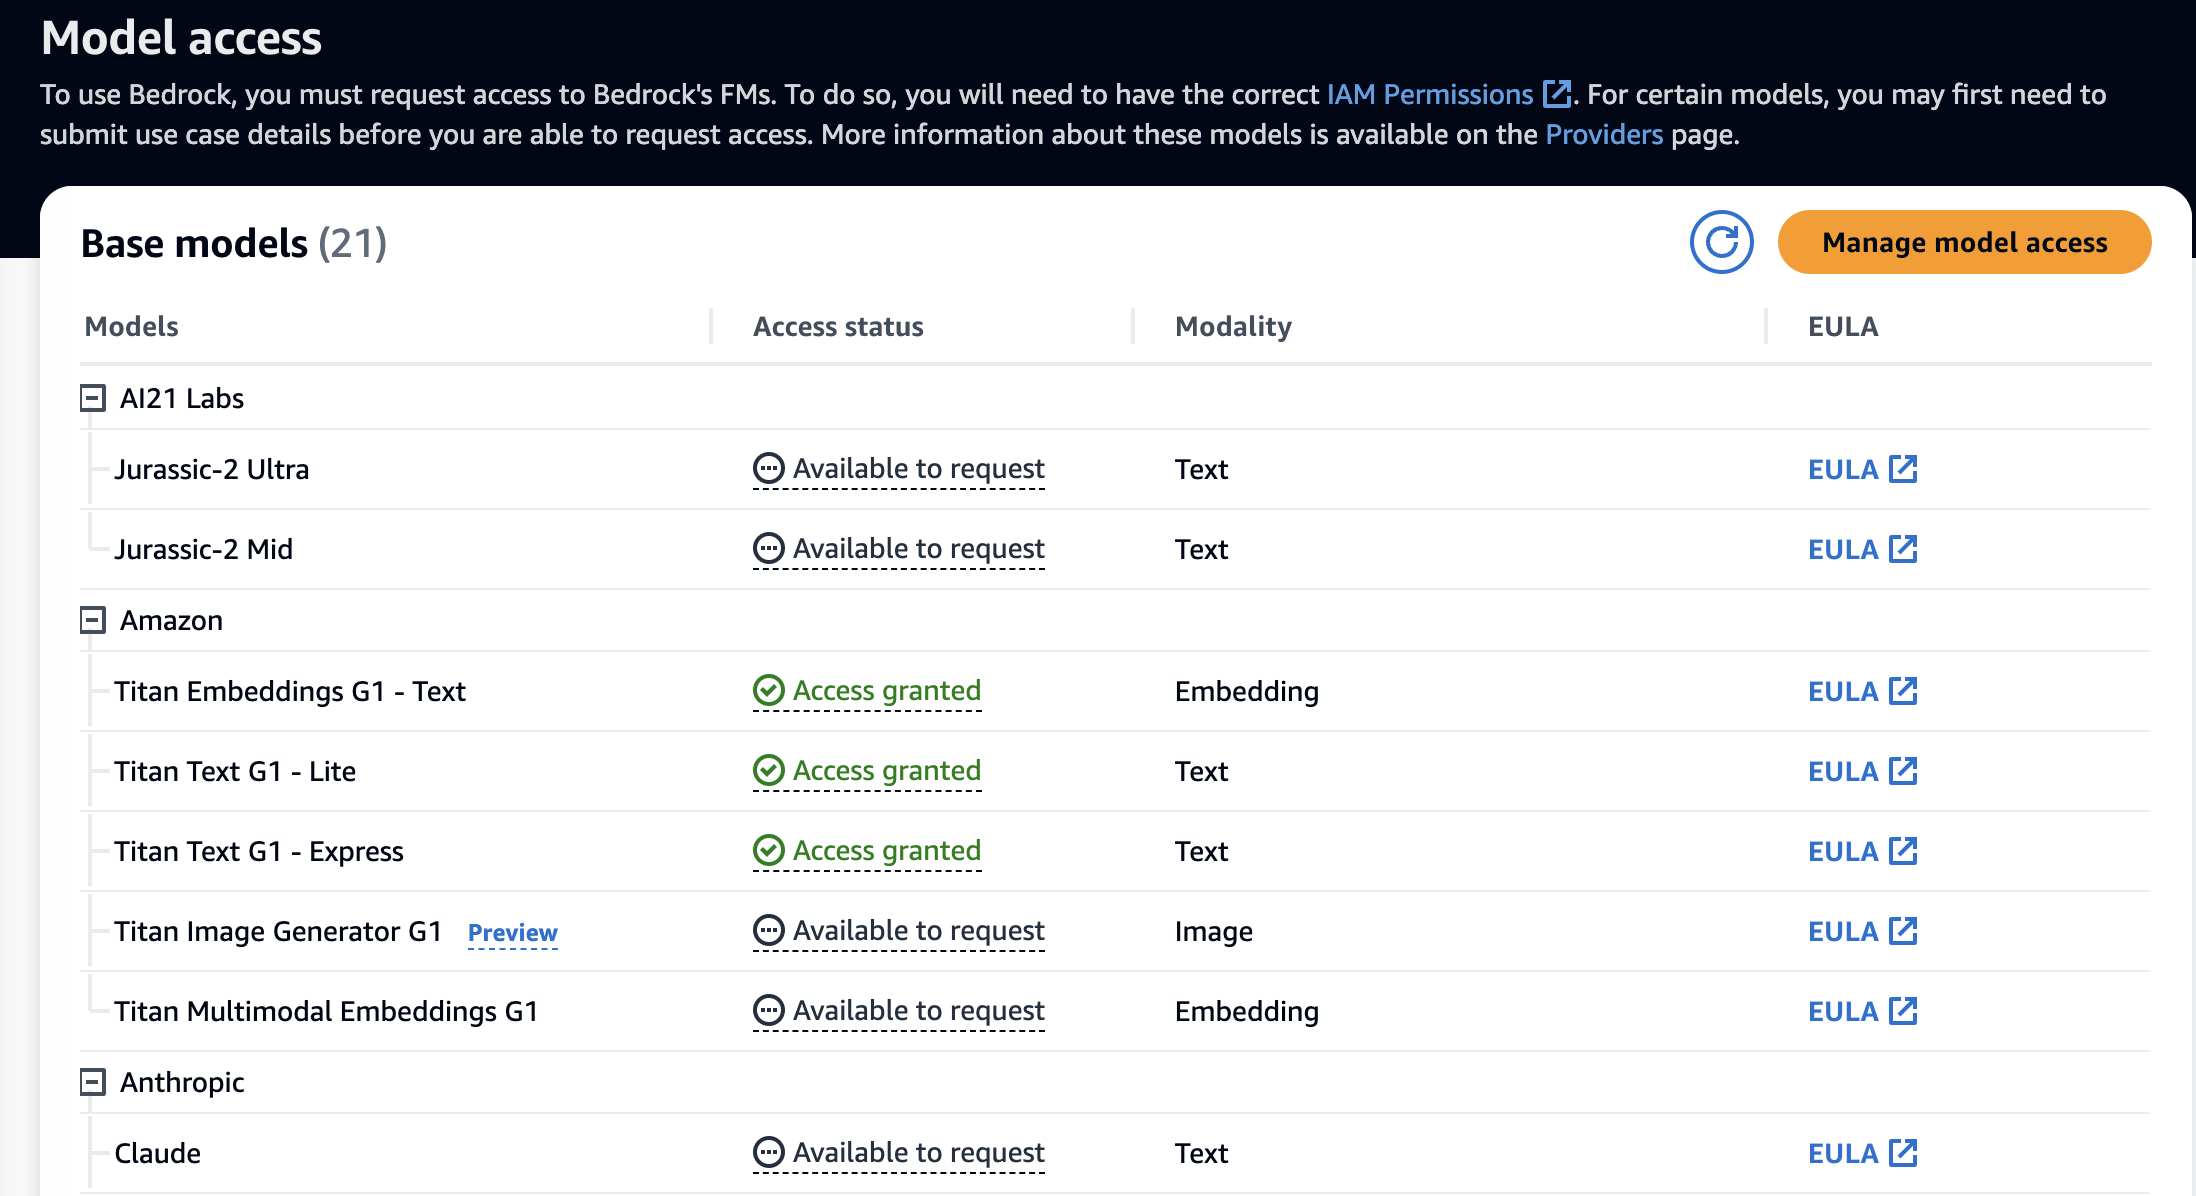 Model access
To use Bedrock, you must request access to Bedrock's FMs. To do so, you will need to have the correct IAM Permissions. For certain models, you may first need to
submit use case details before you are able to request access. More information about these models is available on the Providers page.
Base models (21)
Manage model access
Models Access status Modality EULA
AI21 Labs
Jurassic-2 Ultra Available to request Text EULA
Jurassic-2 Mid Available to request Text EULA
Amazon
Titan Embeddings G1 - Text Access granted Embedding EULA
Titan Text G1 - Lite Access granted Text EULA
Titan Text G1 - Express Access granted Text EULA
Titan Image Generator G1 Preview Available to request Image EULA
Titan Multimodal Embeddings G1 Available to request Embedding EULA
Anthropic
Claude Available to request Text EULA